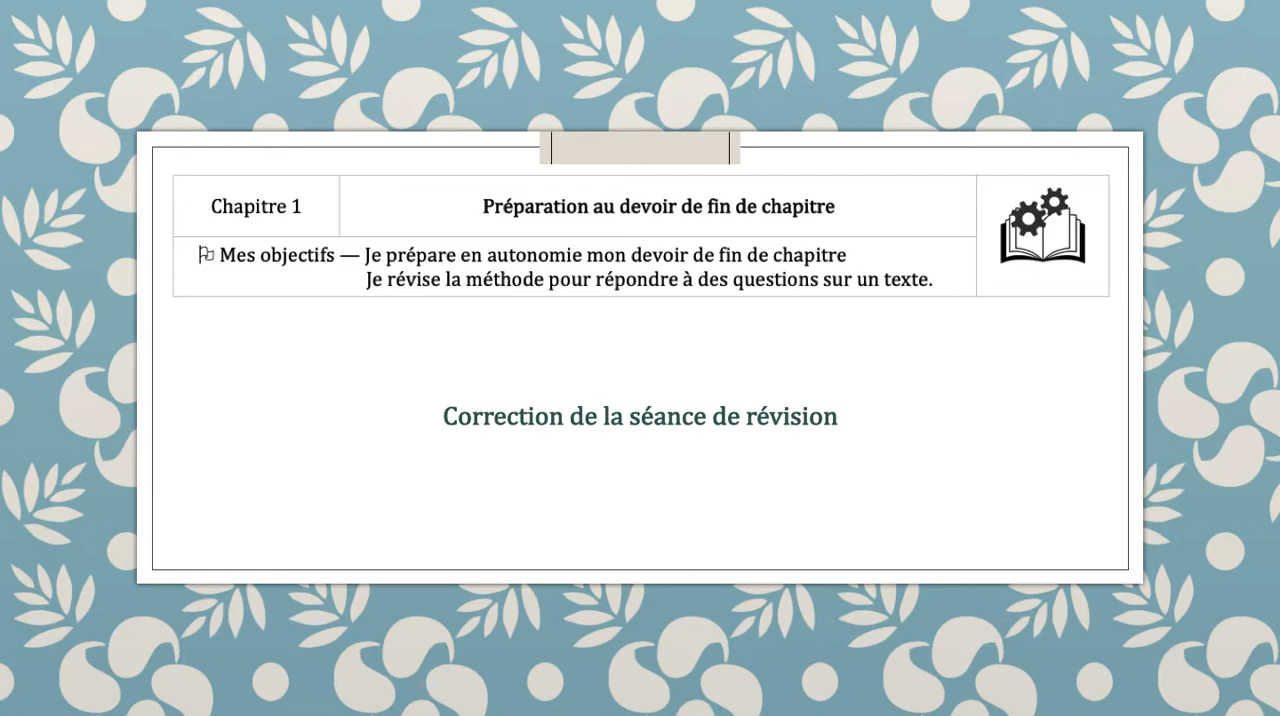 Chapitre 1
Préparation au devoir de fin de chapitre
Mes objectifs — Je prépare en autonomie mon devoir de fin de chapitre
Je révise la méthode pour répondre à des questions sur un texte.
Correction de la séance de révision